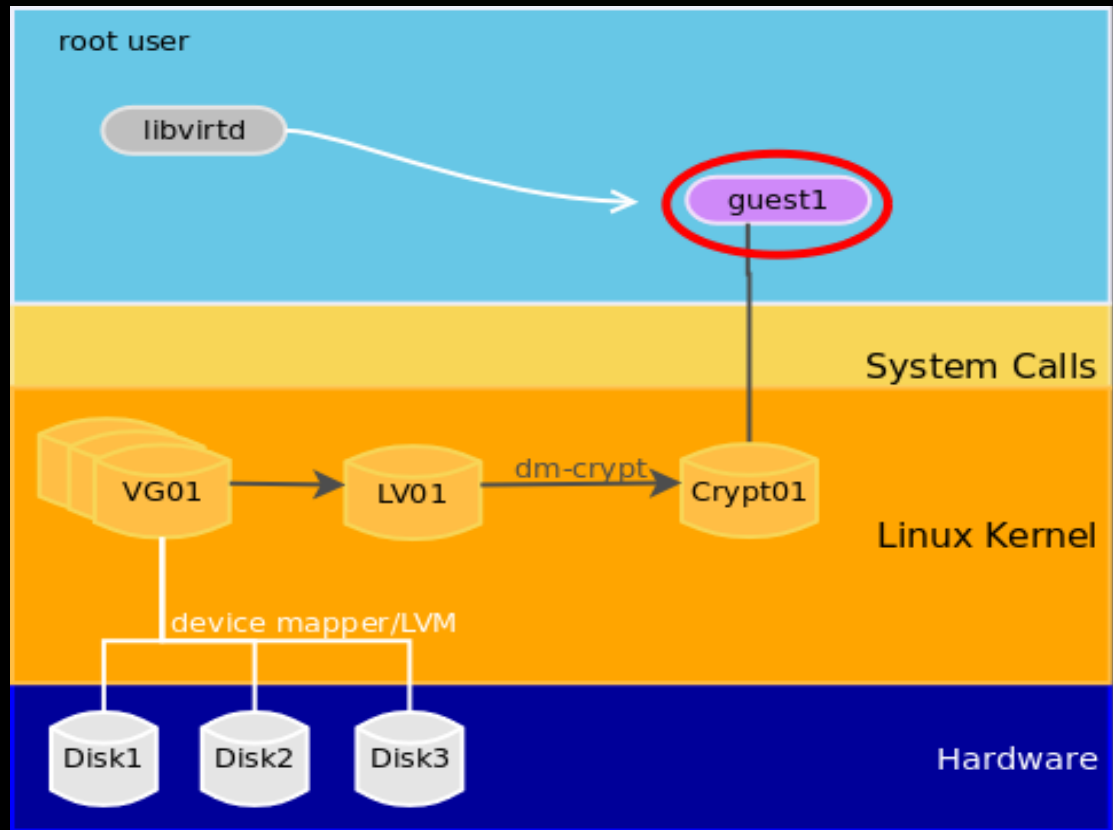 root user
libvirtd
guest1
System Calls
dm-crypt
VG01
LV01
Crypt01
Linux Kernel
device mapper/LVM
Disk1
Disk2
Disk3
Hardware